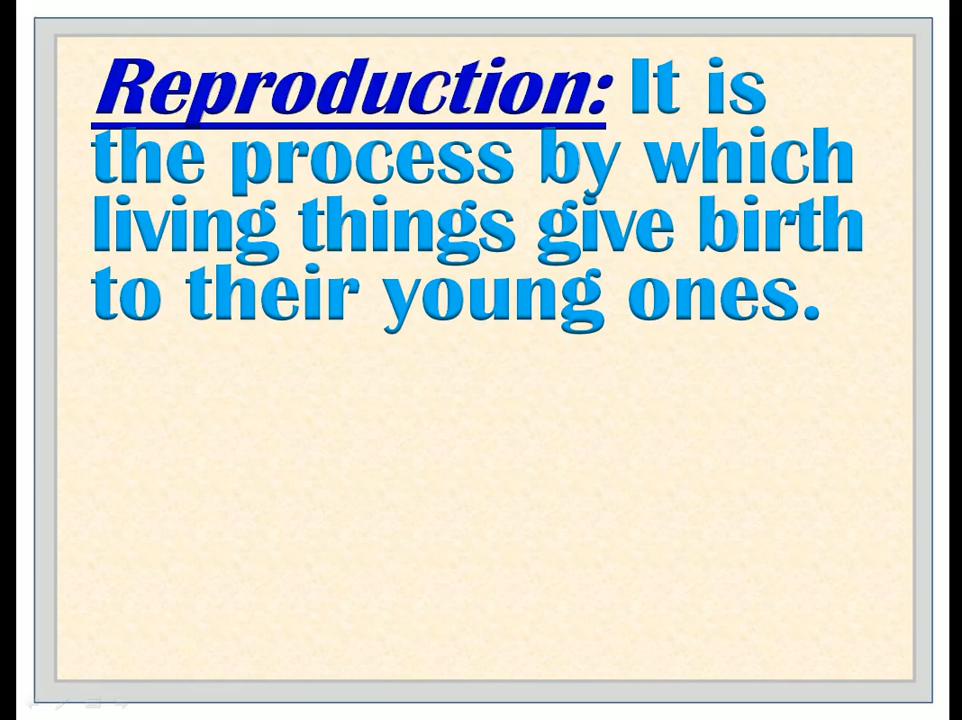 Reproduction: It is
the process by which
living things give birth
to their young ones.